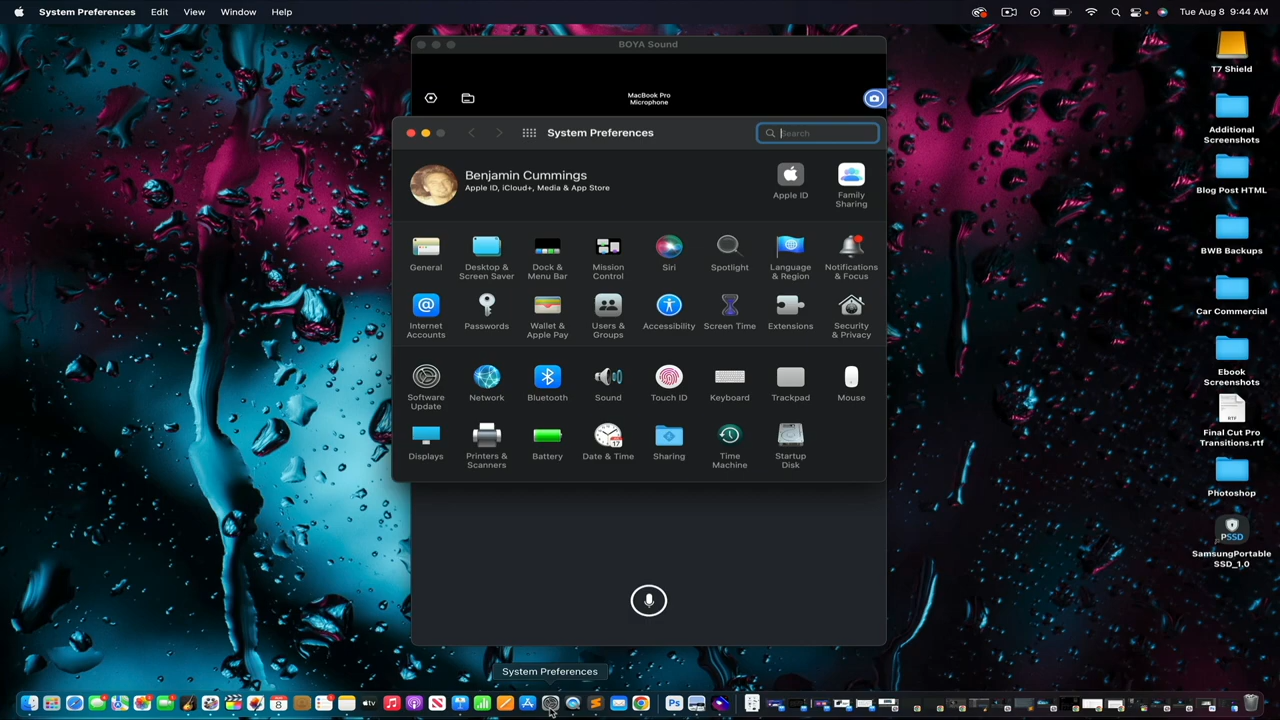 System Preferences Edit View Window Help
Tue Aug 8 9:44 AM
BOYA Sound
MacBook Pro
Microphone
System Preferences
Search
Benjamin Cummings
Apple ID, iCloud+, Media & App Store
Apple ID
Family
Sharing
General
Desktop &
Screen Saver
Dock &
Menu Bar
Mission
Control
Siri
Spotlight
Language
& Region
Notifications
& Focus
Internet
Accounts
Passwords
Wallet &
Apple Pay
Users &
Groups
Accessibility
Screen Time
Extensions
Security
& Privacy
Software
Update
Network
Bluetooth
Sound
Touch ID
Keyboard
Trackpad
Mouse
Displays
Printers &
Scanners
Battery
Date & Time
Sharing
Time
Machine
Startup
Disk
T7 Shield
Additional
Screenshots
Blog Post HTML
BWB Backups
Car Commercial
Ebook
Screenshots
Final Cut Pro
Transitions.rtf
Photoshop
PSSD
SamsungPortable
SSD_1.0
System Preferences
tv
Ps